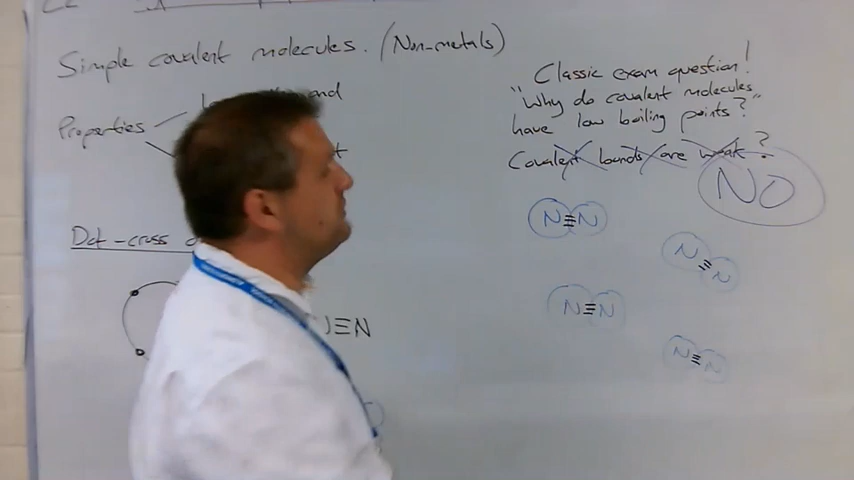 Simple covalent molecules. (Non-metals)
Properties
Dot-cross
≡N
Classic exam question!
"Why do covalent molecules
have low boiling points?"
Covalent bonds are weak?
NO
N≡N
N≡N
N≡N
N≡N